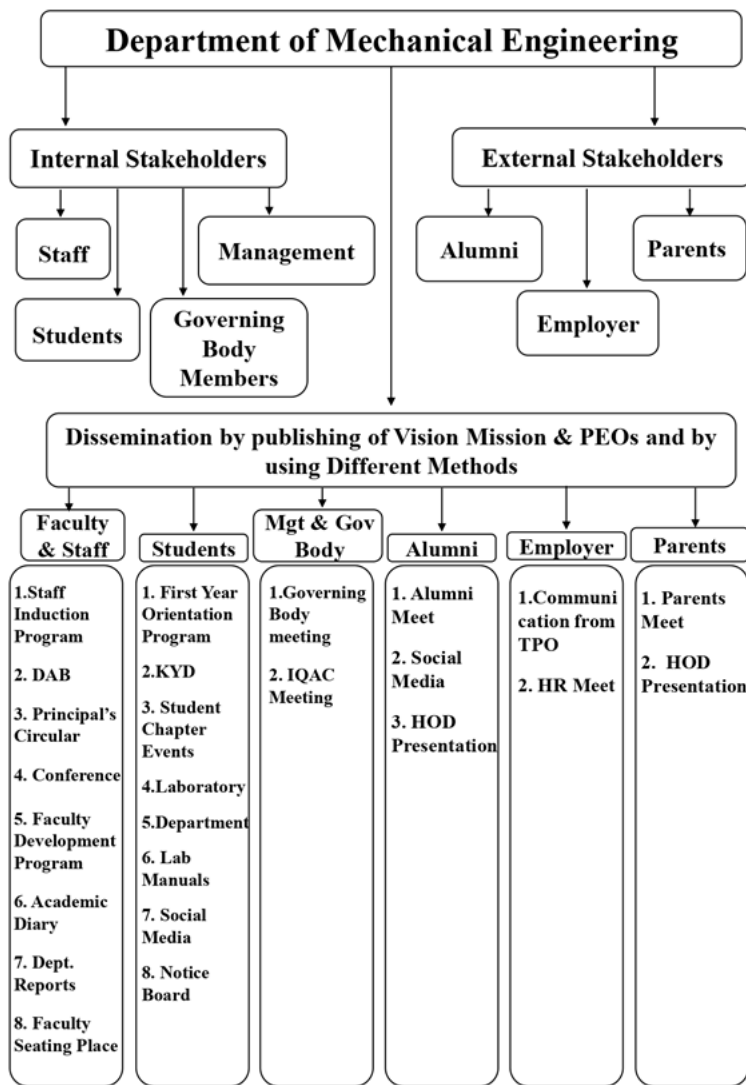 Department of Mechanical Engineering
Internal Stakeholders
External Stakeholders
Staff
Management
Alumni
Parents
Students
Governing
Body
Members
Employer
Dissemination by publishing of Vision Mission & PEOs and by
using Different Methods
Faculty
& Staff
Students
Mgt & Gov
Body
Alumni
Employer
Parents
1.Staff
Induction
Program
2. DAB
3. Principal's
Circular
4. Conference
5. Faculty
Development
Program
6. Academic
Diary
7. Dept.
Reports
8. Faculty
Seating Place
1. First Year
Orientation
Program
2.KYD
3. Student
Chapter
Events
4.Laboratory
5.Department
6. Lab
Manuals
7. Social
Media
8. Notice
Board
1.Governing
Body
meeting
2. IQAC
Meeting
1. Alumni
Meet
2. Social
Media
3. HOD
Presentation
1.Communi
cation from
TPO
2. HR Meet
1. Parents
Meet
2. HOD
Presentation